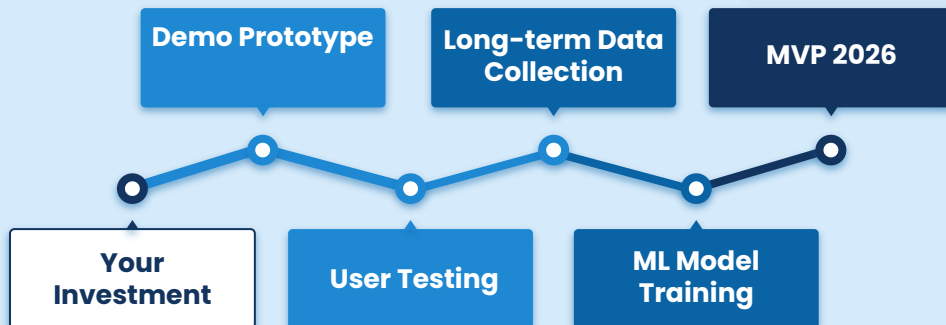 Demo Prototype
Long-term Data
Collection
MVP 2026
Your
Investment
User Testing
ML Model
Training